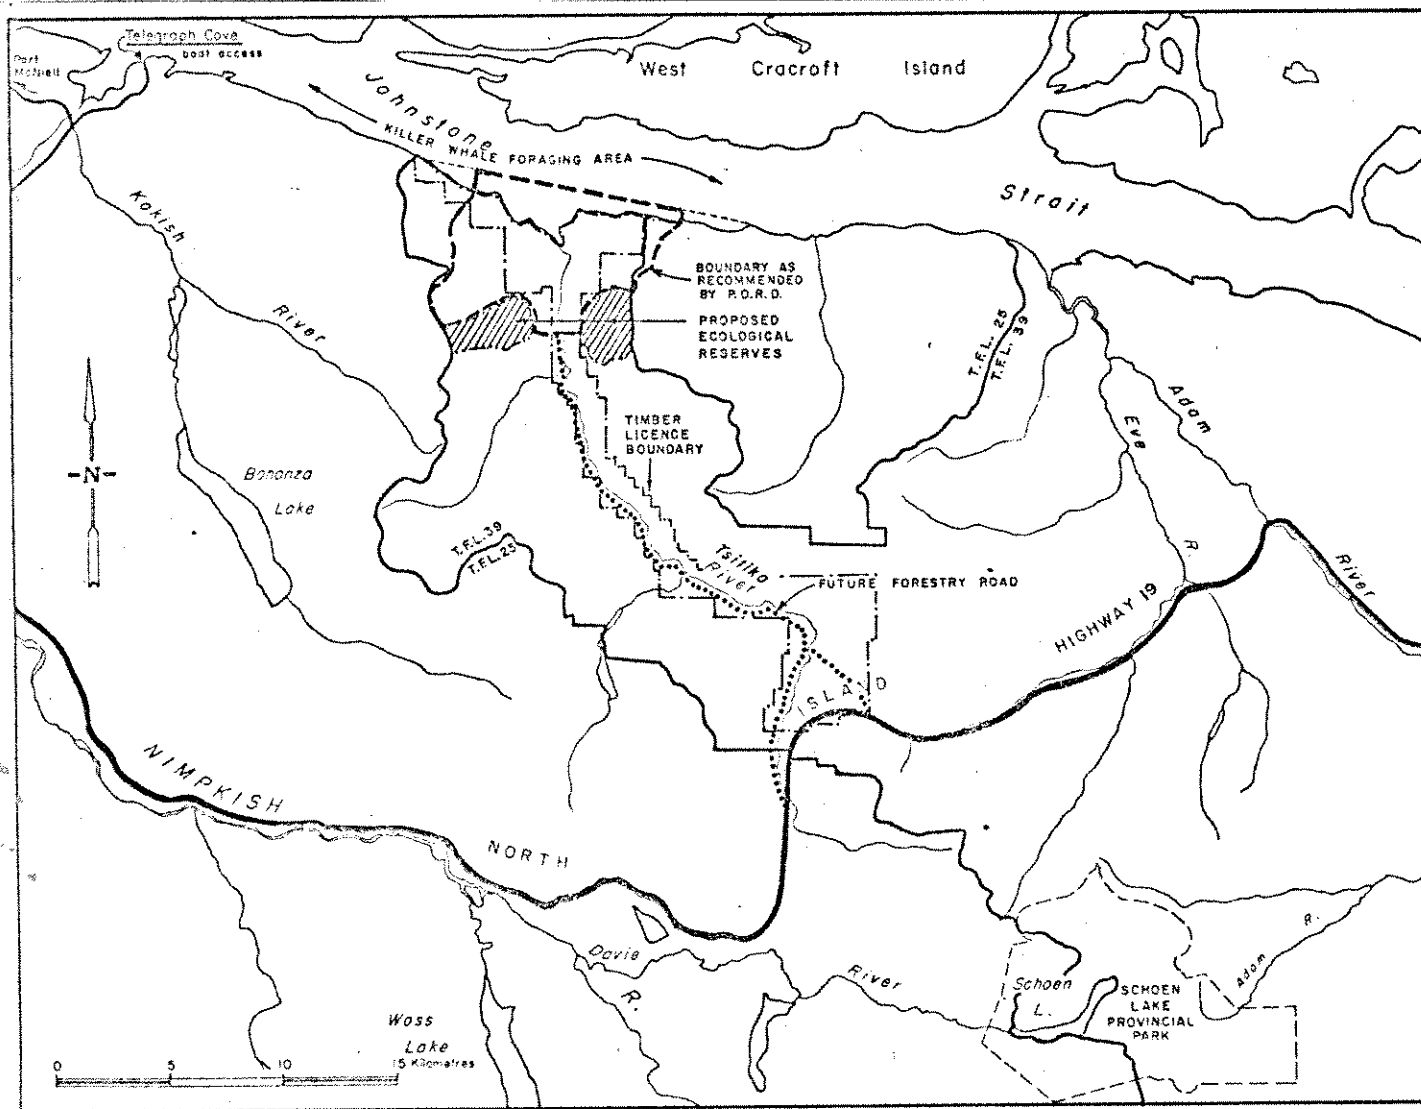 Telegraph Cove
boat access
Port
McNeill
West Cracroft Island
Johnstone
KILLER WHALE FORAGING AREA
Strait
Kokish
River
BOUNDARY AS
RECOMMENDED
BY P.O.R.D.
PROPOSED
ECOLOGICAL
RESERVES
T.F.L. 25
T.F.L. 39
Adam
River
Eve
R.
TIMBER
LICENCE
BOUNDARY
N
Bonanza
Lake
T.F.L. 39
T.F.L. 25
Tsitika
River
FUTURE FORESTRY ROAD
HIGHWAY 19
ISLAND
NIMPKISH
NORTH
Davie
R.
River
Adam
R.
Schoen
L.
SCHOEN
LAKE
PROVINCIAL
PARK
Woss
Lake
0 5 10 15 Kilometres